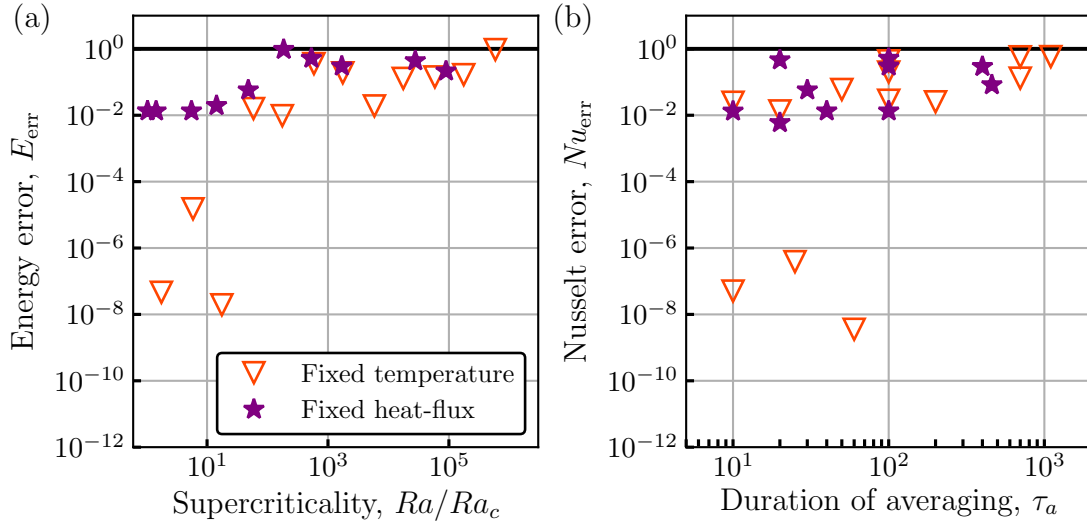 (a)
10^0
10^-2
10^-4
10^-6
10^-8
10^-10
10^-12
Energy error, E_err
Fixed temperature
Fixed heat-flux
10^1 10^3 10^5
Supercriticality, Ra/Ra_c
(b)
10^0
10^-2
10^-4
10^-6
10^-8
10^-10
10^-12
Nusselt error, Nu_err
10^1 10^2 10^3
Duration of averaging, τ_a